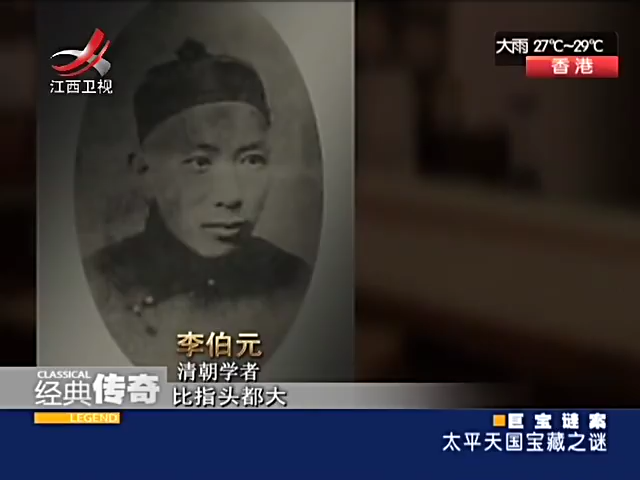 江西卫视
大雨 27℃~29℃
香港
李伯元
清朝学者
比指头都大
CLASSICAL
经典传奇
LEGEND
巨宝谜案
太平天国宝藏之谜